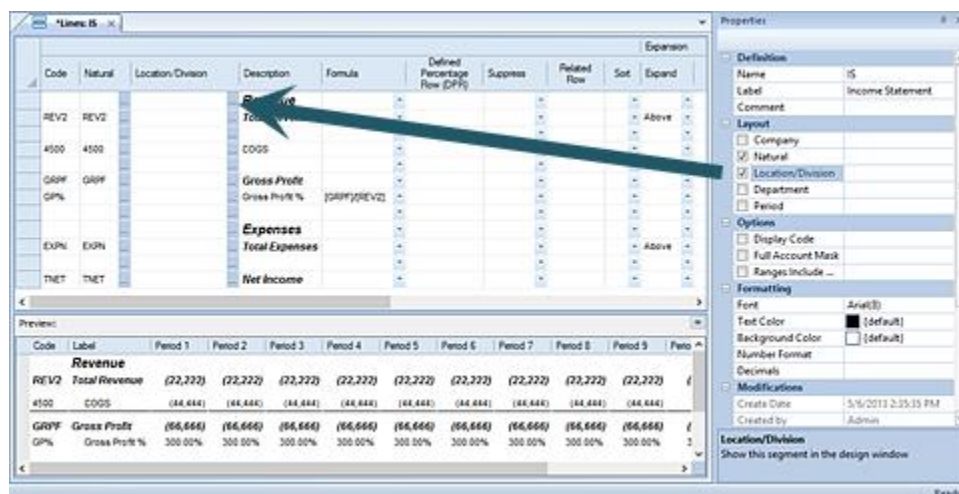 *Lines: IS
Expansion
Code Natural Location/Division Description Formula Defined Percentage Row (DPR) Suppress Related Row Sort Expand
REV2 REV2 Above
4500 4500 COGS
GRPF GRPF Gross Profit
GP% Gross Profit % [GRPF]/[REV2]
Expenses
EXPN EXPN Total Expenses Above
TNET TNET Net Income
Preview:
Code Label Period 1 Period 2 Period 3 Period 4 Period 5 Period 6 Period 7 Period 8 Period 9 Perio
Revenue
REV2 Total Revenue (22,222) (22,222) (22,222) (22,222) (22,222) (22,222) (22,222) (22,222) (22,222) (
4500 COGS (44,444) (44,444) (44,444) (44,444) (44,444) (44,444) (44,444) (44,444) (44,444)
GRPF Gross Profit (66,666) (66,666) (66,666) (66,666) (66,666) (66,666) (66,666) (66,666) (66,666) (
GP% Gross Profit % 300.00% 300.00% 300.00% 300.00% 300.00% 300.00% 300.00% 300.00% 300.00% 3
Properties
Definition
Name IS
Label Income Statement
Comment
Layout
Company
Natural
Location/Division
Department
Period
Options
Display Code
Full Account Mask
Ranges Include ...
Formatting
Font Arial(8)
Text Color (default)
Background Color (default)
Number Format
Decimals
Modifications
Create Date 5/6/2013 2:35:35 PM
Created by Admin
Location/Division
Show this segment in the design window